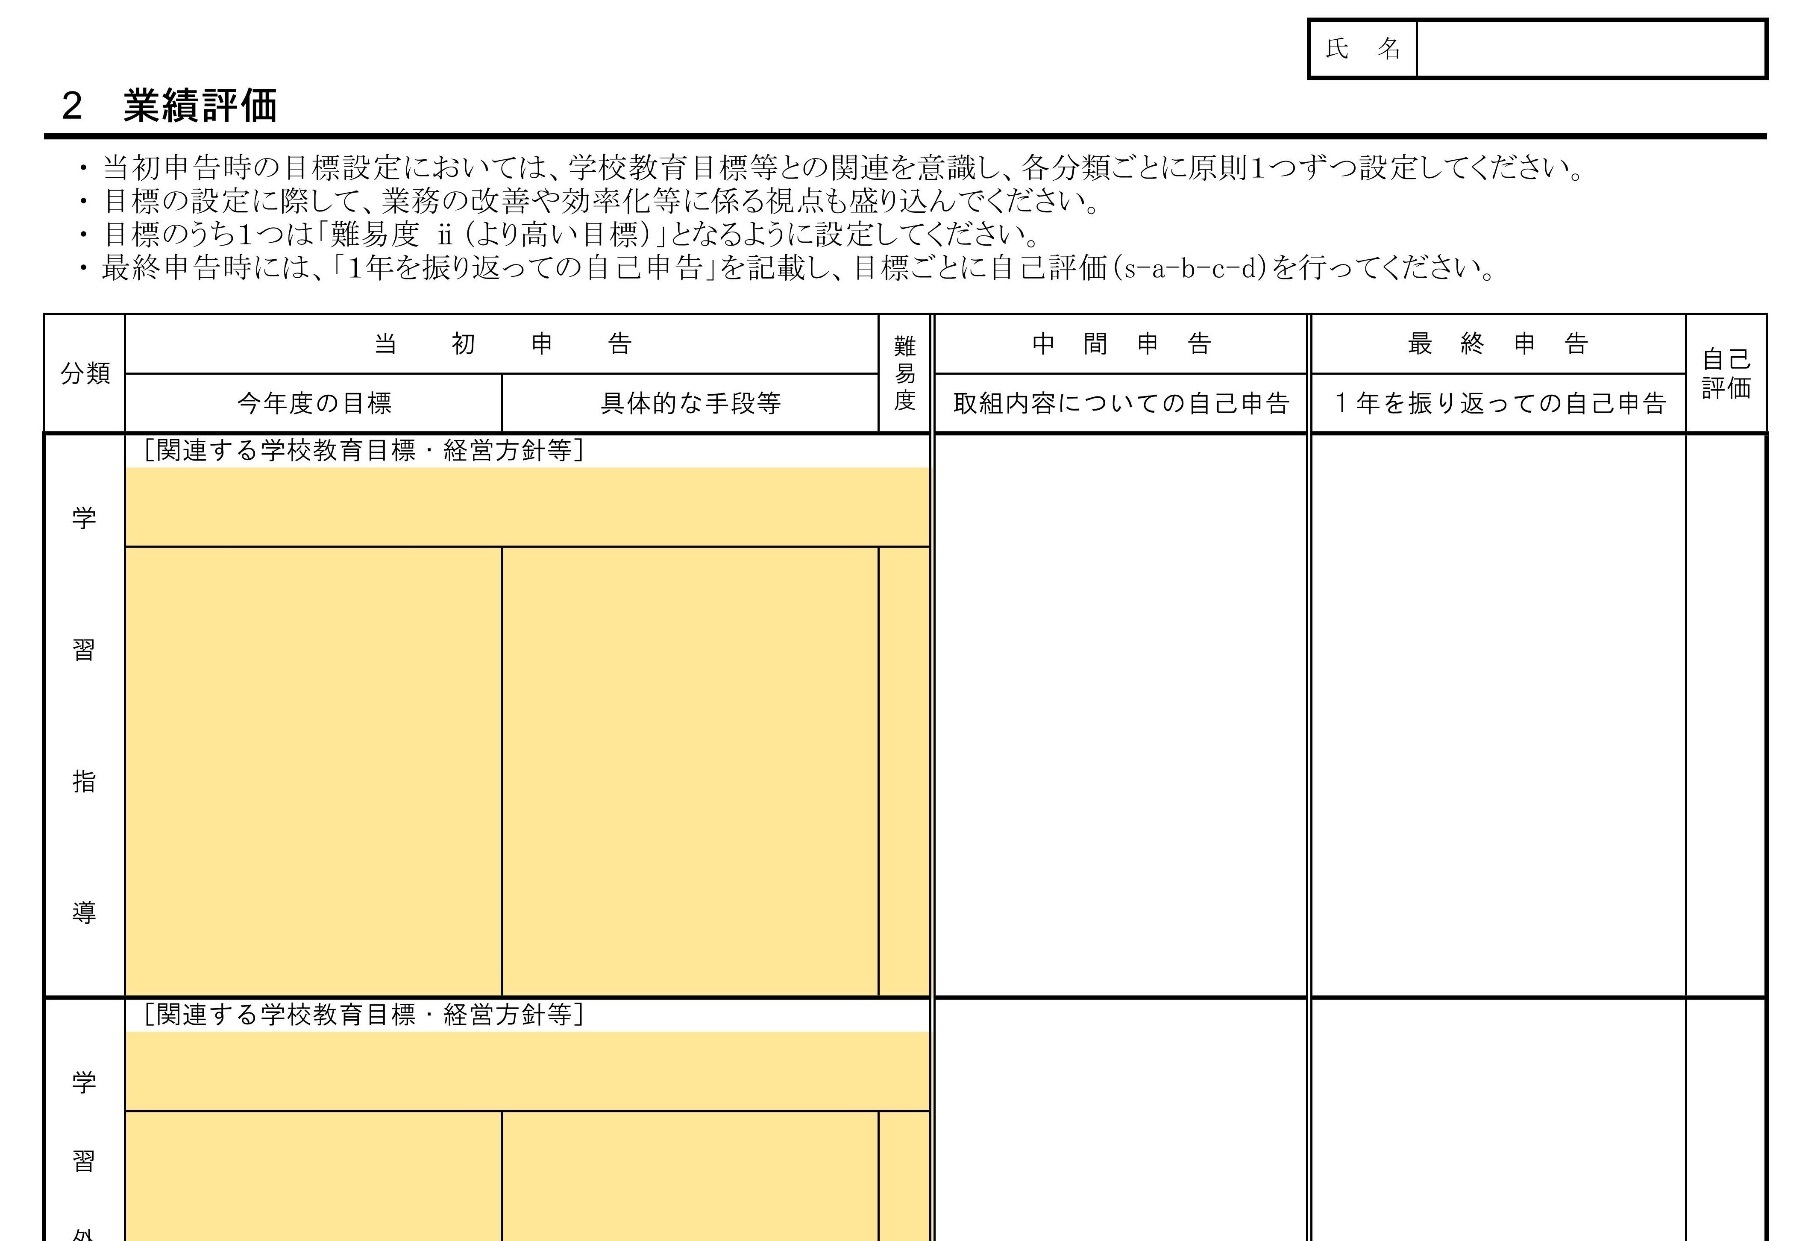 氏　名
2　業績評価
・ 当初申告時の目標設定においては、学校教育目標等との関連を意識し、各分類ごとに原則１つずつ設定してください。
・ 目標の設定に際して、業務の改善や効率化等に係る視点も盛り込んでください。
・ 目標のうち１つは「難易度 ⅱ（より高い目標）」となるように設定してください。
・ 最終申告時には、「１年を振り返っての自己申告」を記載し、目標ごとに自己評価（s-a-b-c-d）を行ってください。
分類
当　初　申　告
難易度
中　間　申　告
最　終　申　告
自己
評価
今年度の目標
具体的な手段等
取組内容についての自己申告
１年を振り返っての自己申告
［関連する学校教育目標・経営方針等］
学
習
指
導
［関連する学校教育目標・経営方針等］
学
習
外